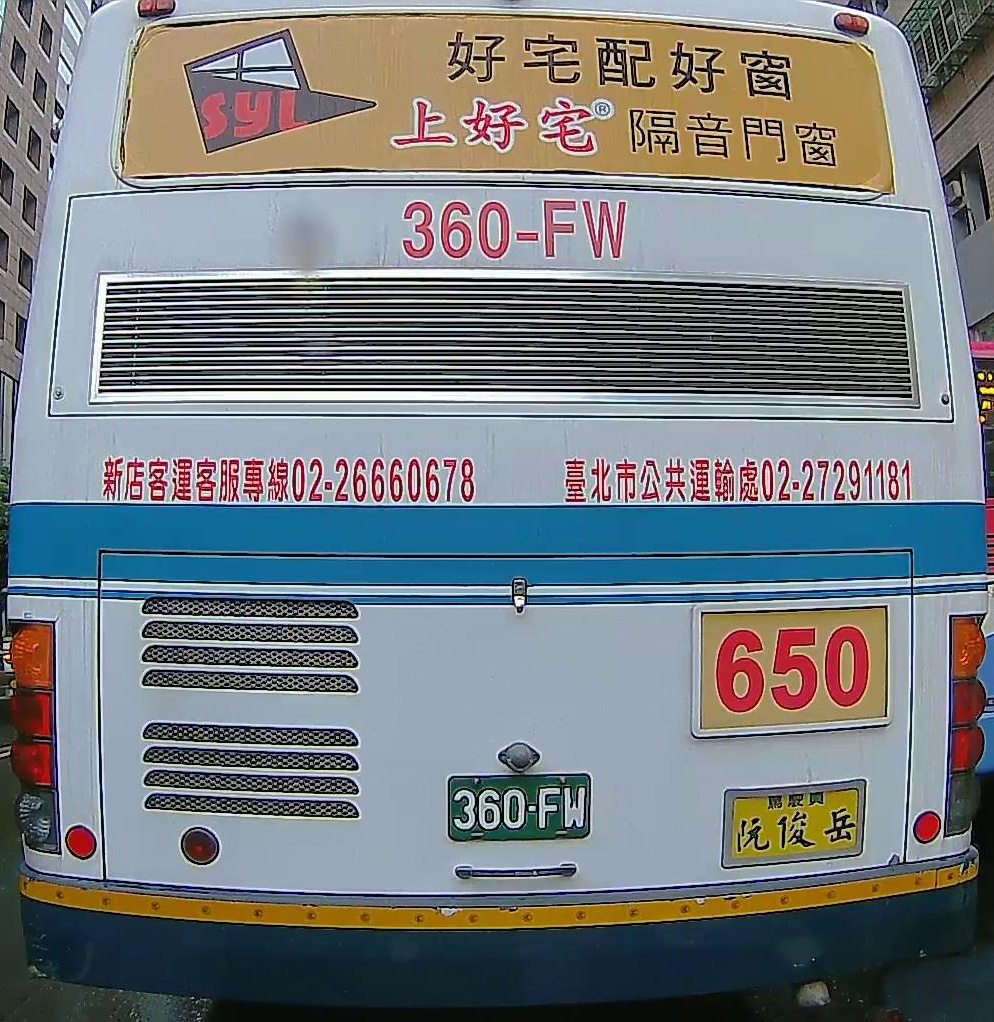 SYL
好宅配好窗
上好宅® 隔音門窗
360-FW
新店客運客服專線02-26660678
臺北市公共運輸處02-27291181
650
360-FW
駕駛員
阮俊岳